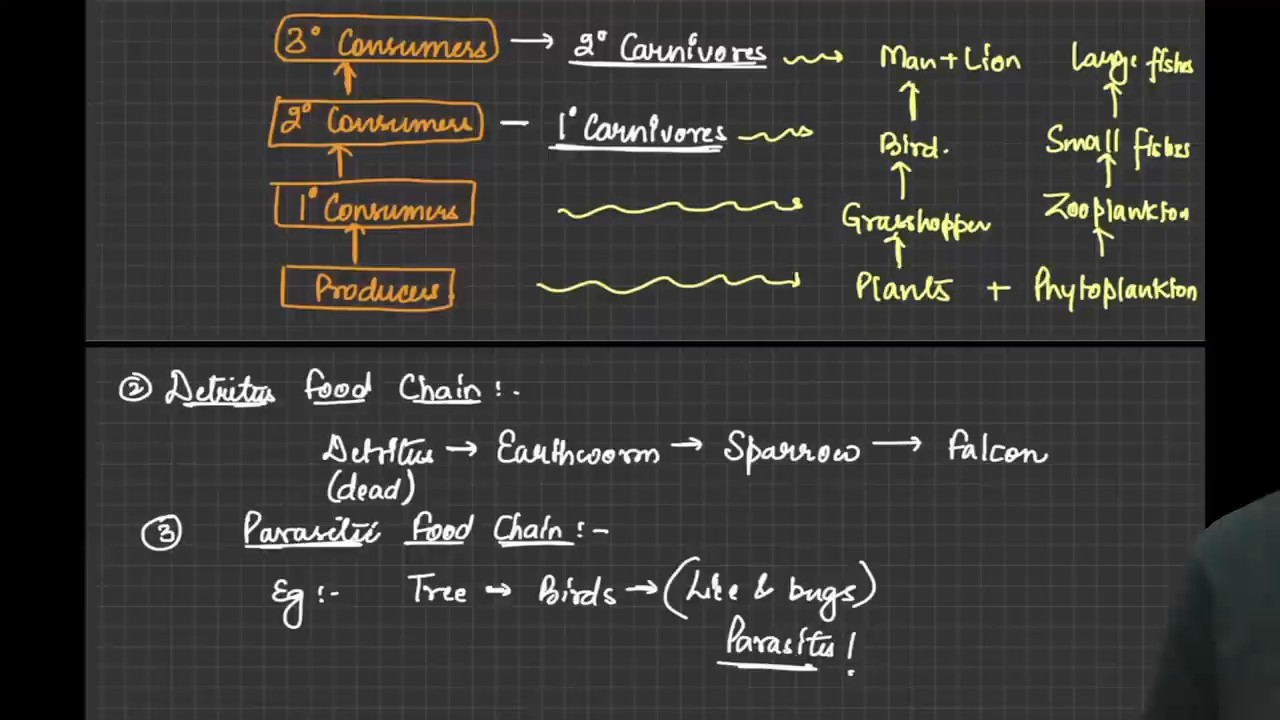 3° Consumers → 2° Carnivores Man + Lion Large fishes
2° Consumers - 1° Carnivores Bird. Small fishes
1° Consumers Grasshopper Zooplankton
Producers Plants + Phytoplankton
② Detritus food Chain :-
Detritus → Earthworm → Sparrow → falcon
(dead)
③ Parasitic food Chain :-
Eg :- Tree → Birds → (Lice & bugs)
Parasites!